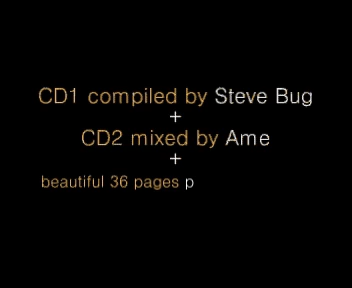 CD1 compiled by Steve Bug
+
CD2 mixed by Ame
+
beautiful 36 pages p